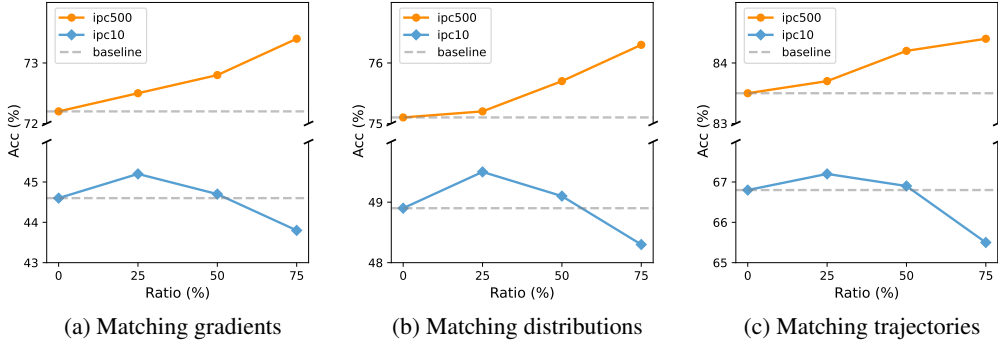 ipc500
ipc10
baseline
73
72
45
44
43
Acc (%)
0 25 50 75
Ratio (%)
(a) Matching gradients
ipc500
ipc10
baseline
76
75
49
48
Acc (%)
0 25 50 75
Ratio (%)
(b) Matching distributions
ipc500
ipc10
baseline
84
83
67
66
65
Acc (%)
0 25 50 75
Ratio (%)
(c) Matching trajectories